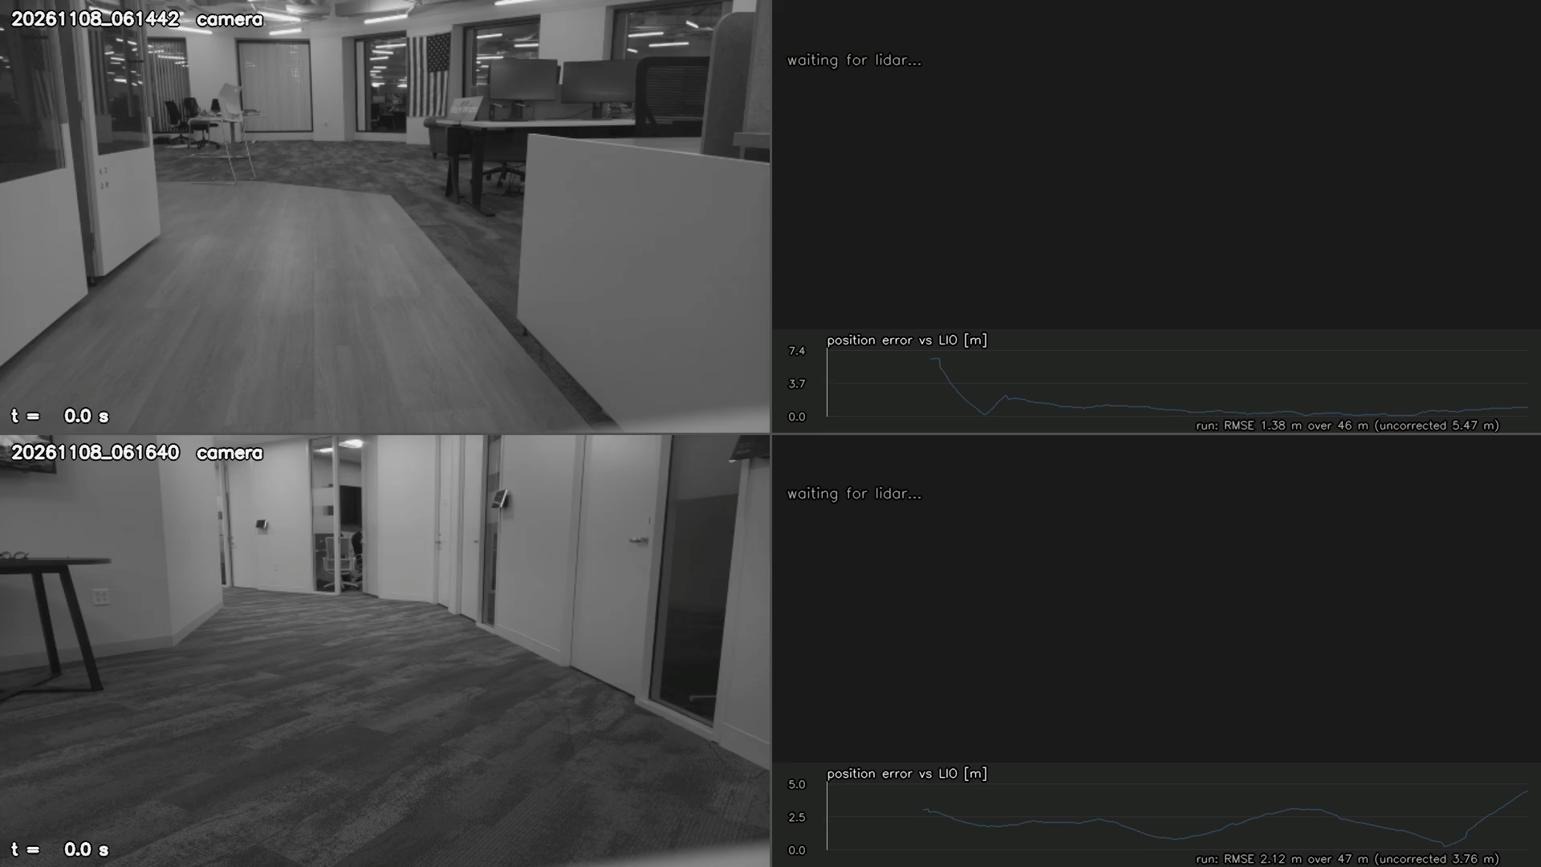 20261108_061442 camera
t = 0.0 s
waiting for lidar...
position error vs LIO [m]
7.4
3.7
0.0
run: RMSE 1.38 m over 46 m (uncorrected 5.47 m)
20261108_061640 camera
t = 0.0 s
waiting for lidar...
position error vs LIO [m]
5.0
2.5
0.0
run: RMSE 2.12 m over 47 m (uncorrected 3.76 m)